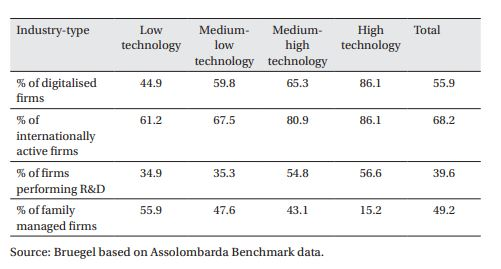 Industry-type Low Medium- Medium- High Total
technology low high technology
technology technology
% of digitalised 44.9 59.8 65.3 86.1 55.9
firms
% of 61.2 67.5 80.9 86.1 68.2
internationally
active firms
% of firms 34.9 35.3 54.8 56.6 39.6
performing R&D
% of family 55.9 47.6 43.1 15.2 49.2
managed firms
Source: Bruegel based on Assolombarda Benchmark data.